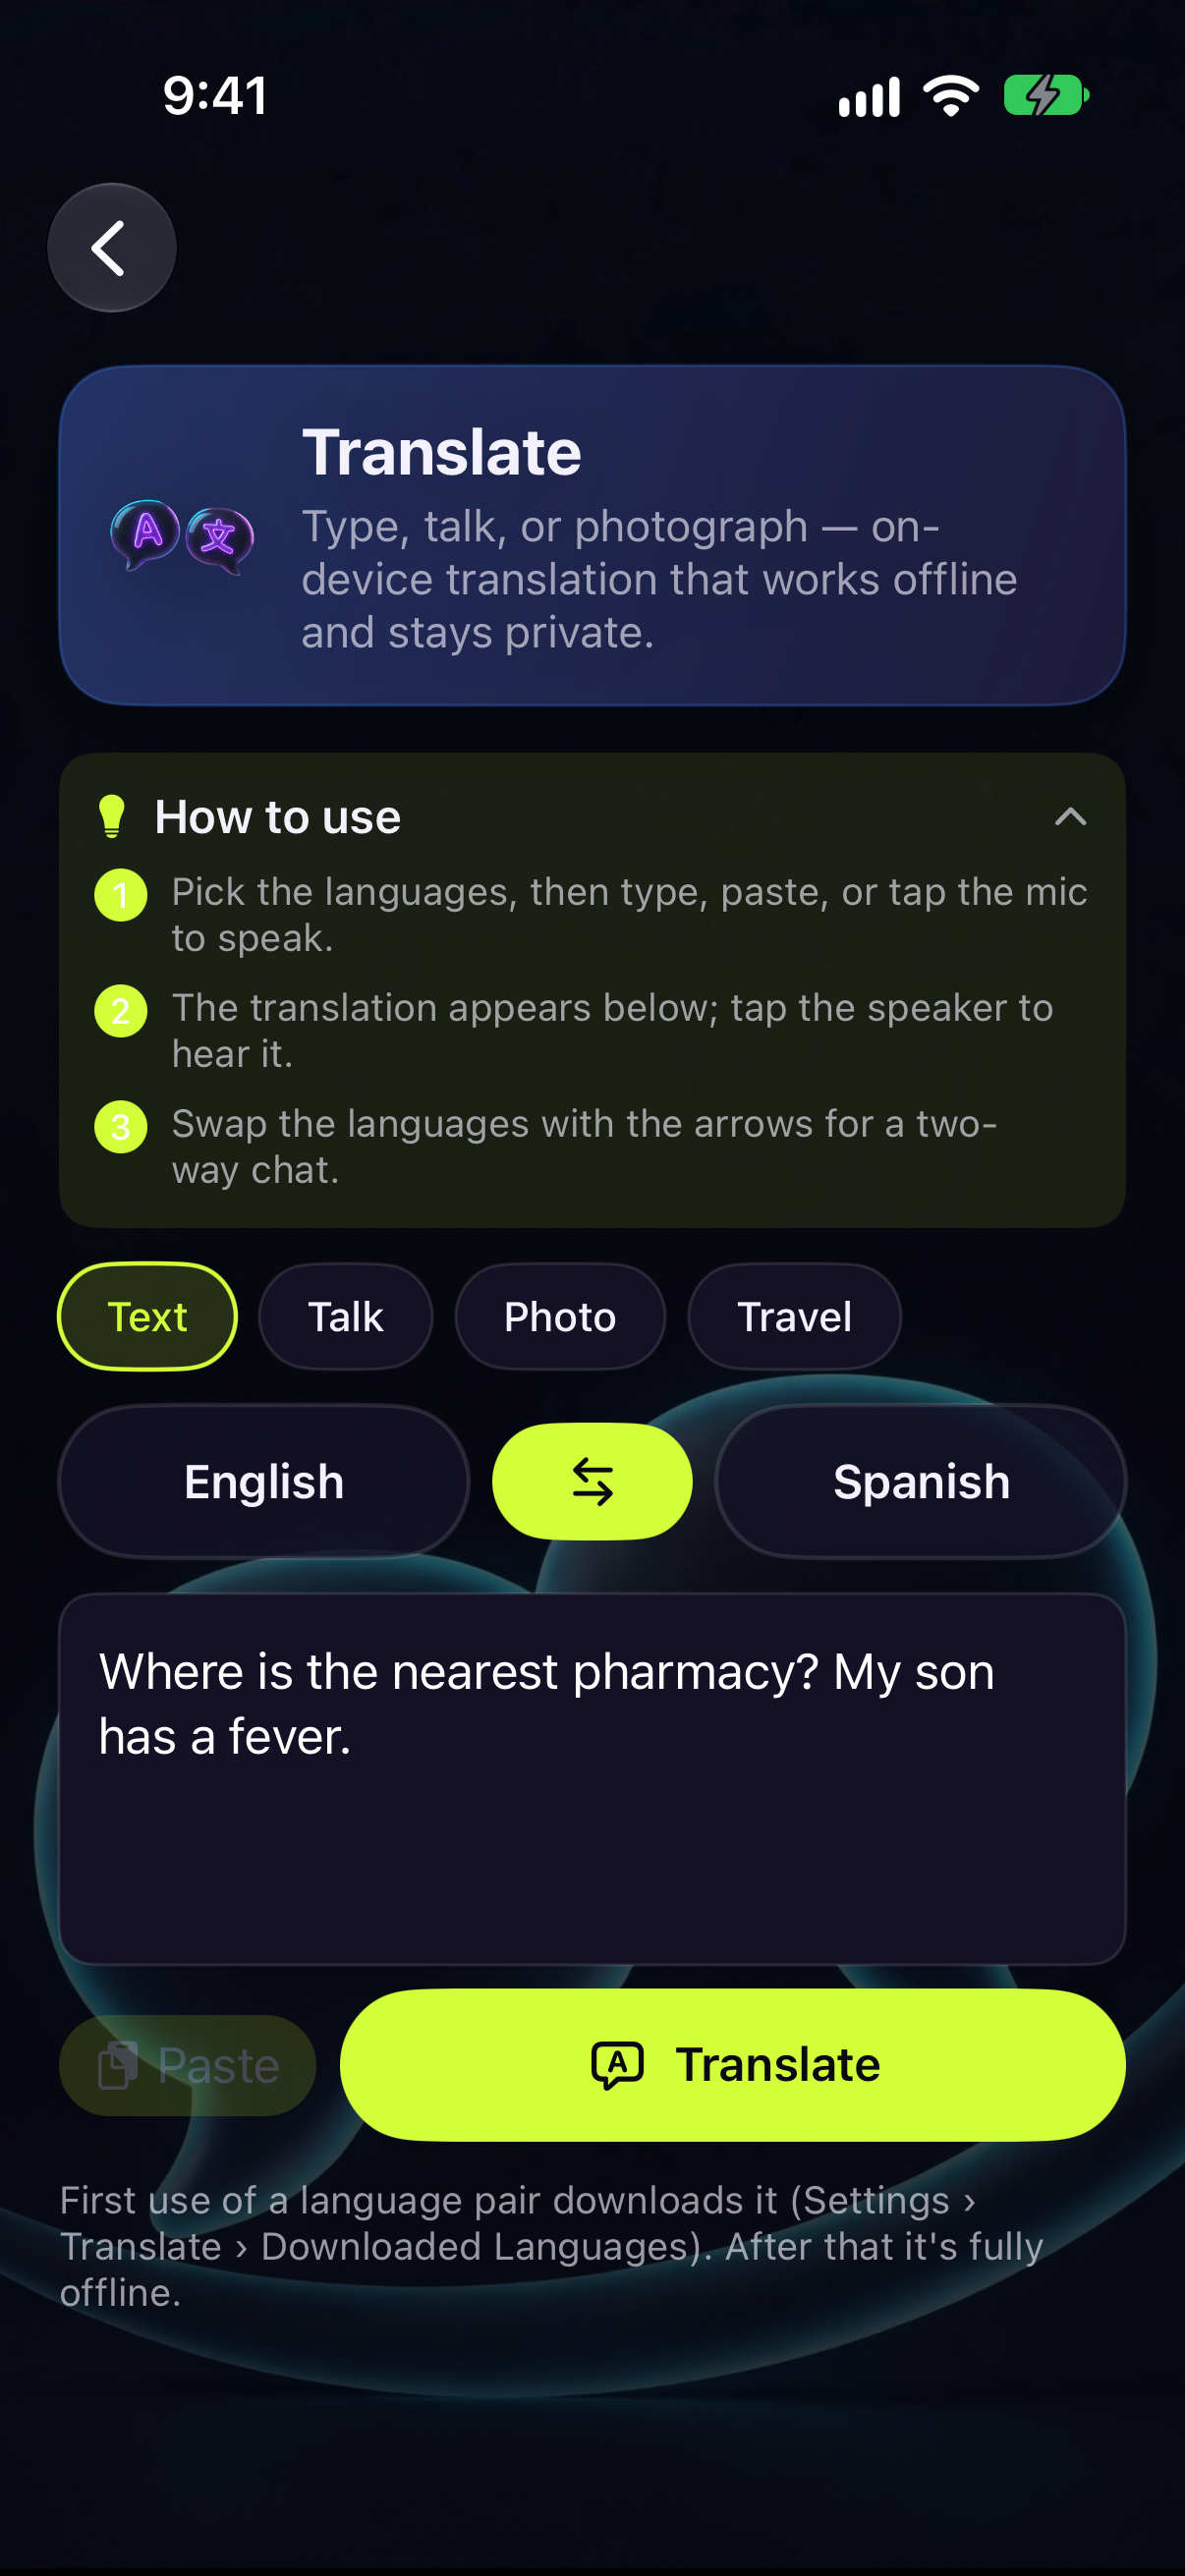 9:41
A 文
Translate
Type, talk, or photograph — on-
device translation that works offline
and stays private.
How to use
1 Pick the languages, then type, paste, or tap the mic
to speak.
2 The translation appears below; tap the speaker to
hear it.
3 Swap the languages with the arrows for a two-
way chat.
Text Talk Photo Travel
English Spanish
Where is the nearest pharmacy? My son
has a fever.
Paste A Translate
First use of a language pair downloads it (Settings ›
Translate › Downloaded Languages). After that it's fully
offline.